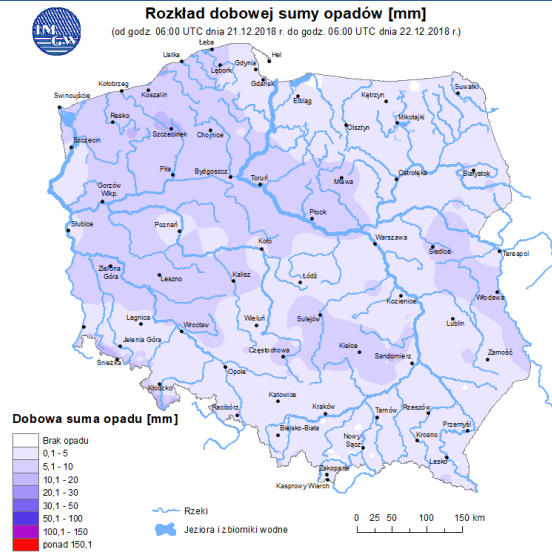 IM
GW
Rozkład dobowej sumy opadów [mm]
(od godz. 06:00 UTC dnia 21.12.2018 r. do godz. 06:00 UTC dnia 22.12.2018 r.)
Łeba
Ustka
Hel
Lębork
Gdynia
Gdańsk
Kołobrzeg
Koszalin
Elbląg
Kętrzyn
Suwałki
Świnoujście
Resko
Szczecinek
Chojnice
Olsztyn
Mikołajki
Szczecin
Piła
Bydgoszcz
Toruń
Mława
Ostrołęka
Białystok
Gorzów
Wlkp.
Płock
Słubice
Poznań
Koło
Warszawa
Siedlce
Terespol
Zielona
Góra
Leszno
Kalisz
Łódź
Kozienice
Włodawa
Legnica
Wrocław
Wieluń
Sulejów
Lublin
Jelenia Góra
Śnieżka
Częstochowa
Kielce
Sandomierz
Zamość
Kłodzko
Opole
Katowice
Racibórz
Kraków
Tarnów
Rzeszów
Przemyśl
Bielsko-Biała
Nowy
Sącz
Krosno
Lesko
Zakopane
Kasprowy Wierch
Dobowa suma opadu [mm]
Brak opadu
0,1 - 5
5,1 - 10
10,1 - 20
20,1 - 30
30,1 - 50
50,1 - 100
100,1 - 150
ponad 150,1
Rzeki
Jeziora i zbiorniki wodne
0 25 50 100 150 km